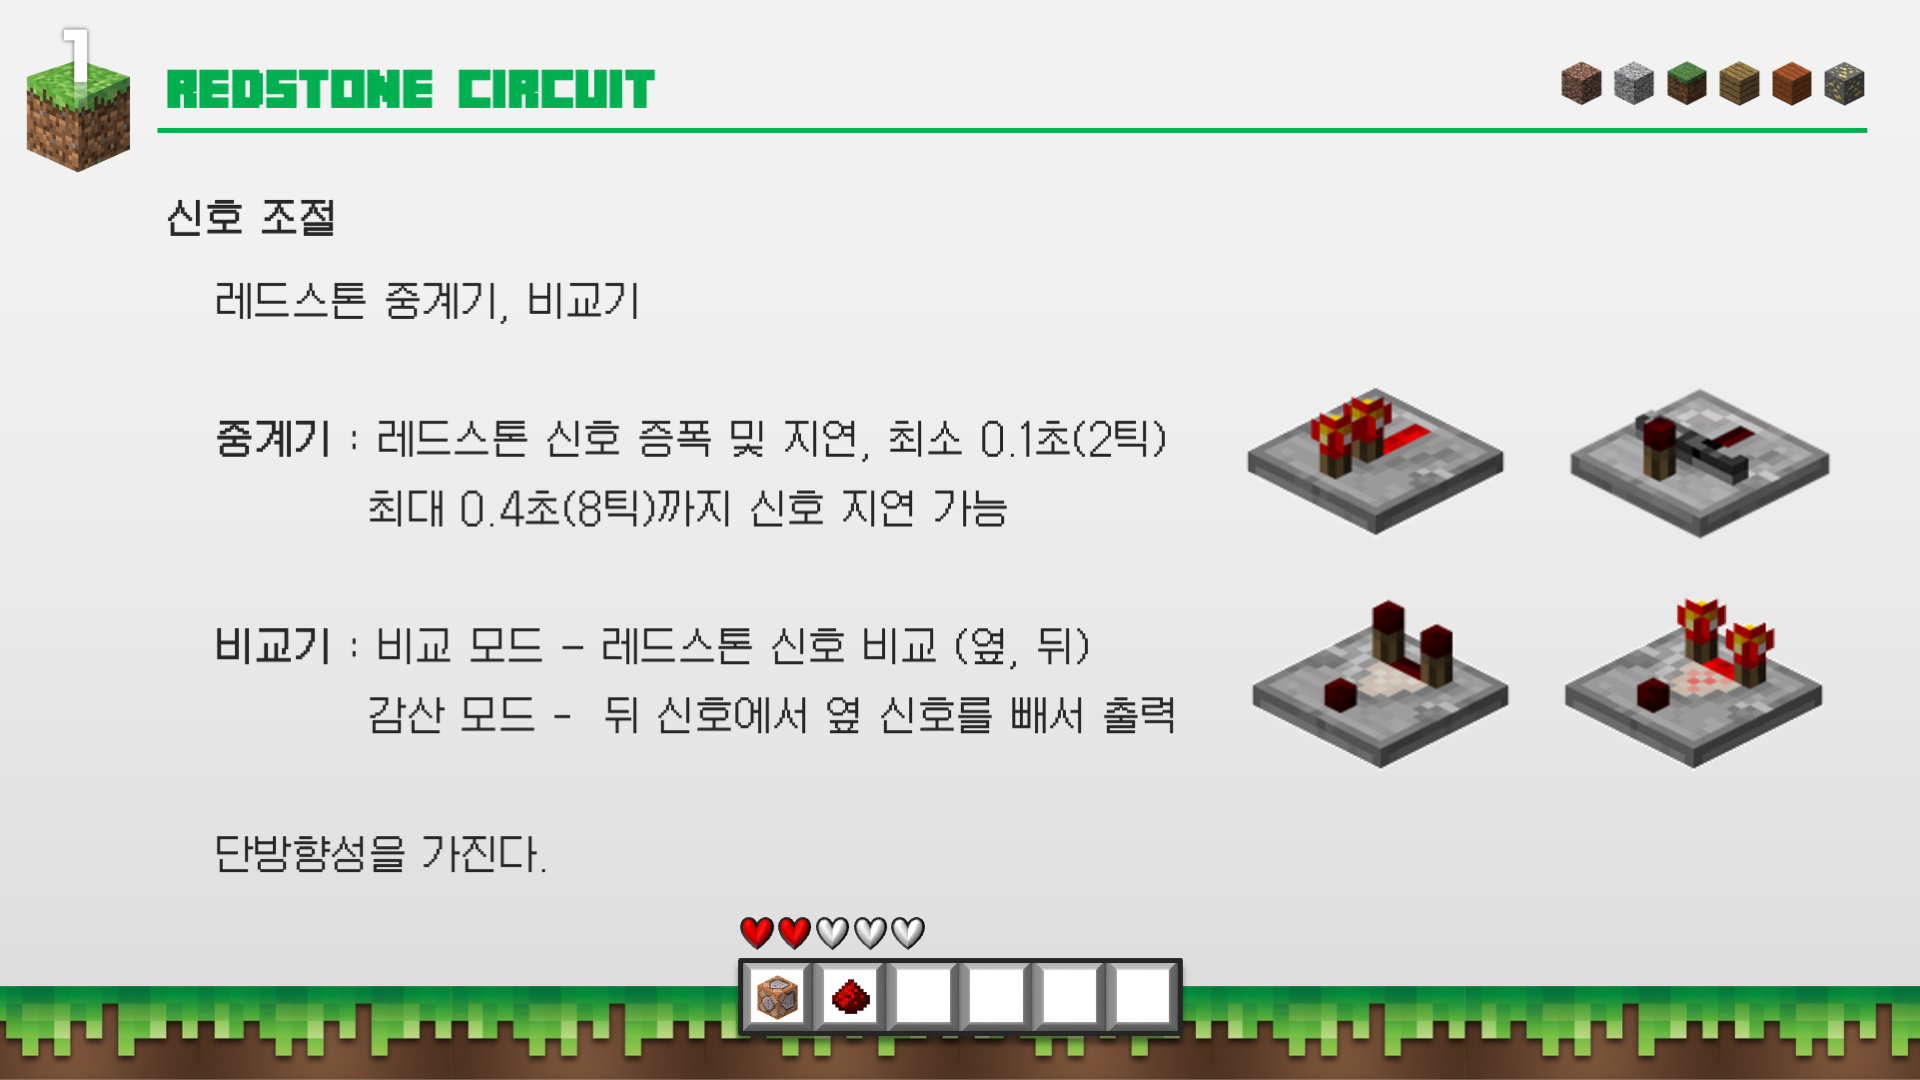 1
REDSTONE CIRCUIT
신호 조절
레드스톤 중계기, 비교기
중계기 : 레드스톤 신호 증폭 및 지연, 최소 0.1초(2틱)
최대 0.4초(8틱)까지 신호 지연 가능
비교기 : 비교 모드 - 레드스톤 신호 비교 (옆, 뒤)
감산 모드 - 뒤 신호에서 옆 신호를 빼서 출력
단방향성을 가진다.